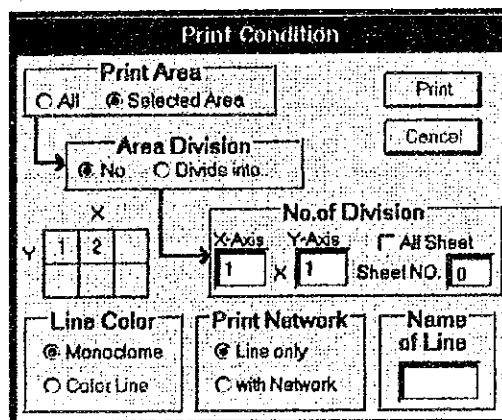 Print Condition
Print Area
All Selected Area
Print
Cancel
Area Division
No Divide into
X
Y 1 2
No.of Division
X-Axis Y-Axis All Sheet
1 X 1 Sheet NO. 0
Line Color
Monoclome
Color Line
Print Network
Line only
with Network
Name
of Line